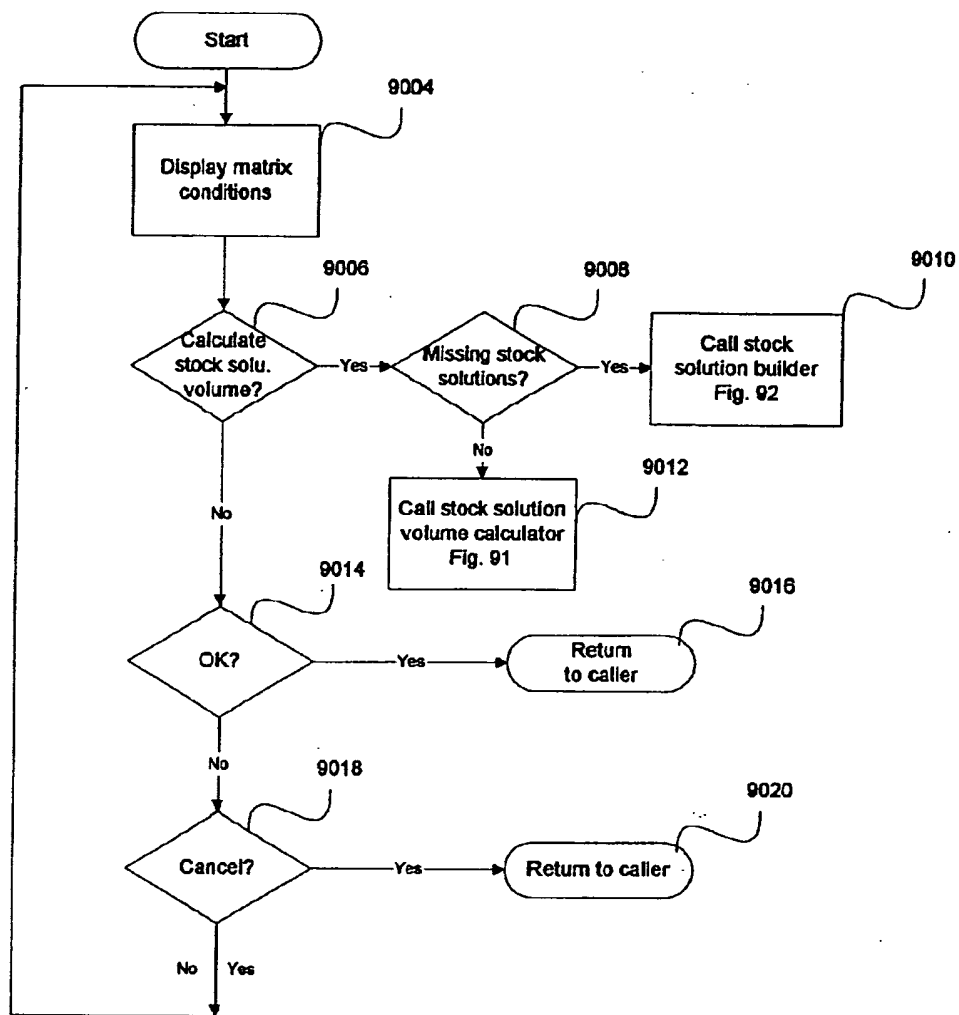 Start
9004
Display matrix
conditions
9006
9008
9010
Calculate
stock solu.
volume?
Yes
Missing stock
solutions?
Yes
Call stock
solution builder
Fig. 92
No
No
9012
Call stock solution
volume calculator
Fig. 91
9014
9016
OK?
Yes
Return
to caller
No
9018
9020
Cancel?
Yes
Return to caller
No
Yes